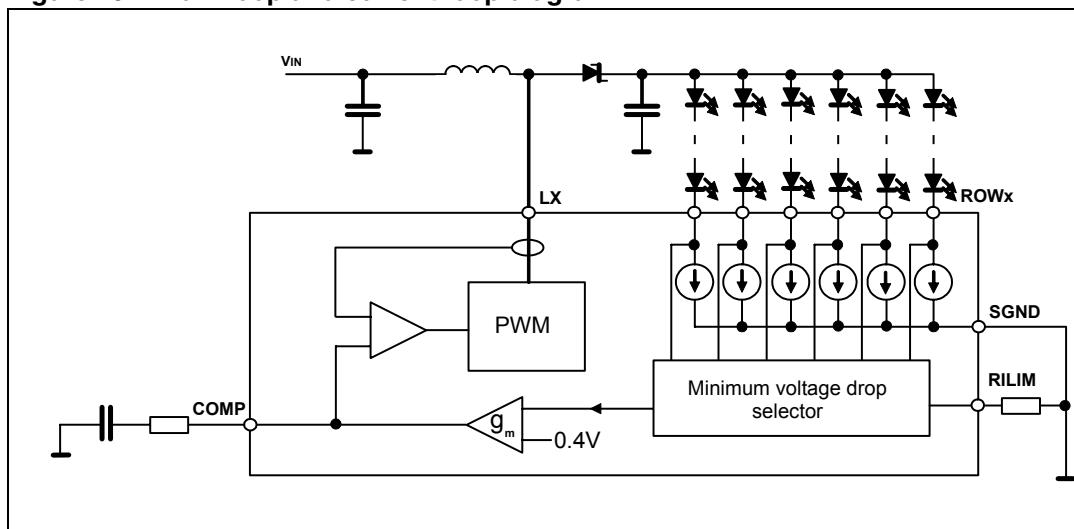 VIN
LX
ROWx
PWM
SGND
Minimum voltage drop
selector
RILIM
COMP
gm
0.4V